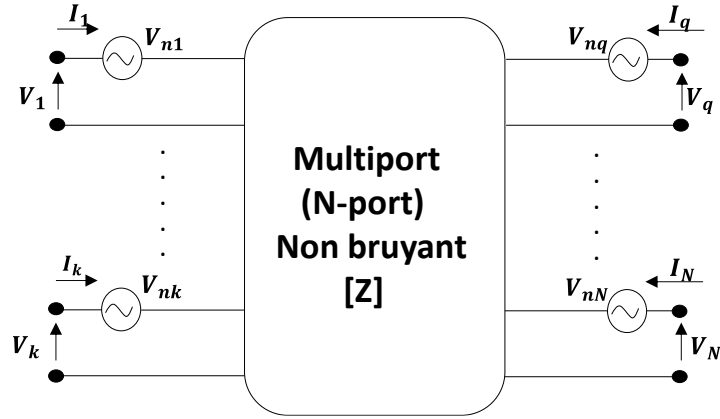 I1
Vn1
V1
Vnq
Iq
Vq
Multiport
(N-port)
Non bruyant
[Z]
Ik
Vnk
Vk
VnN
IN
VN